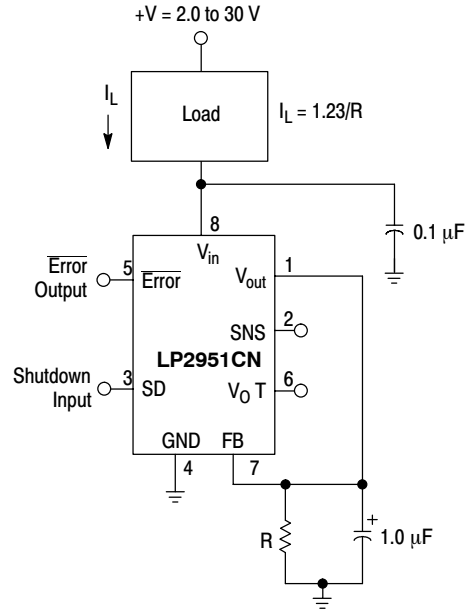 +V = 2.0 to 30 V
I_L
Load
I_L = 1.23/R
8
V_in
0.1 μF
Error
Output
5
Error
V_out
1
SNS
2
LP2951CN
Shutdown
Input
3
SD
V_O T
6
GND
FB
4
7
R
+
1.0 μF